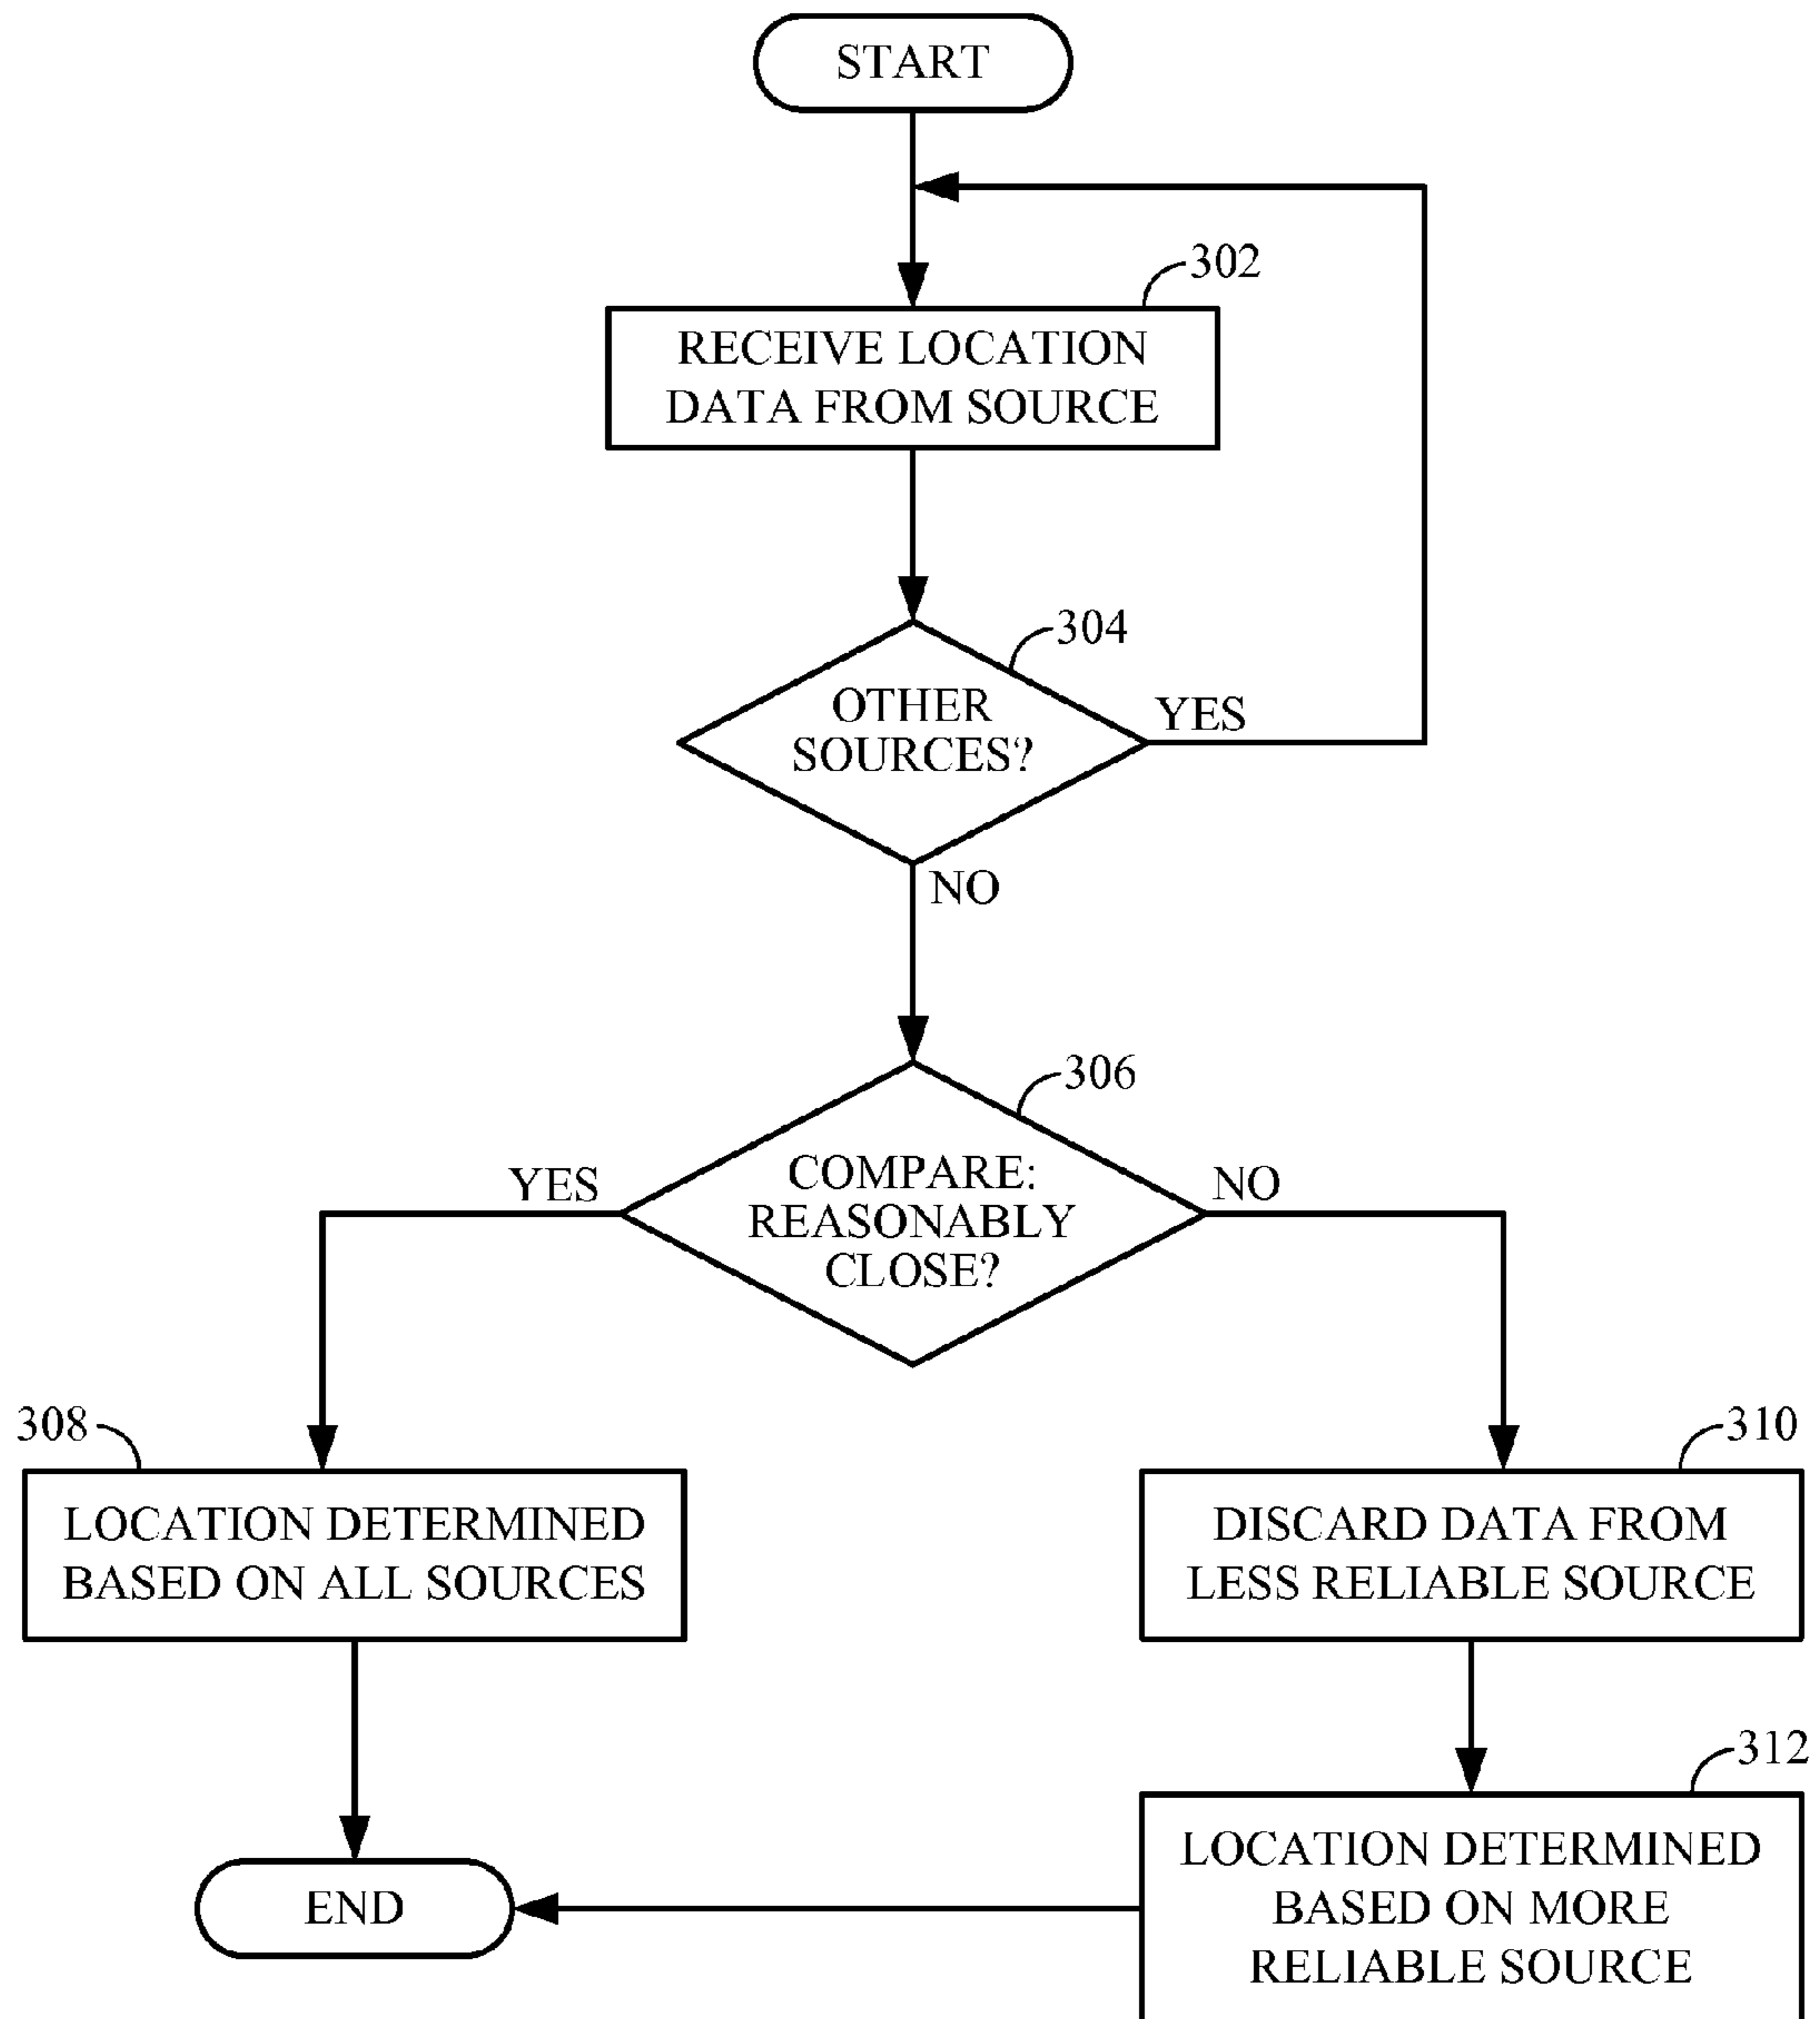 START
302
RECEIVE LOCATION
DATA FROM SOURCE
304
OTHER
SOURCES?
YES
NO
306
COMPARE:
REASONABLY
CLOSE?
YES
NO
308
LOCATION DETERMINED
BASED ON ALL SOURCES
310
DISCARD DATA FROM
LESS RELIABLE SOURCE
312
LOCATION DETERMINED
BASED ON MORE
RELIABLE SOURCE
END